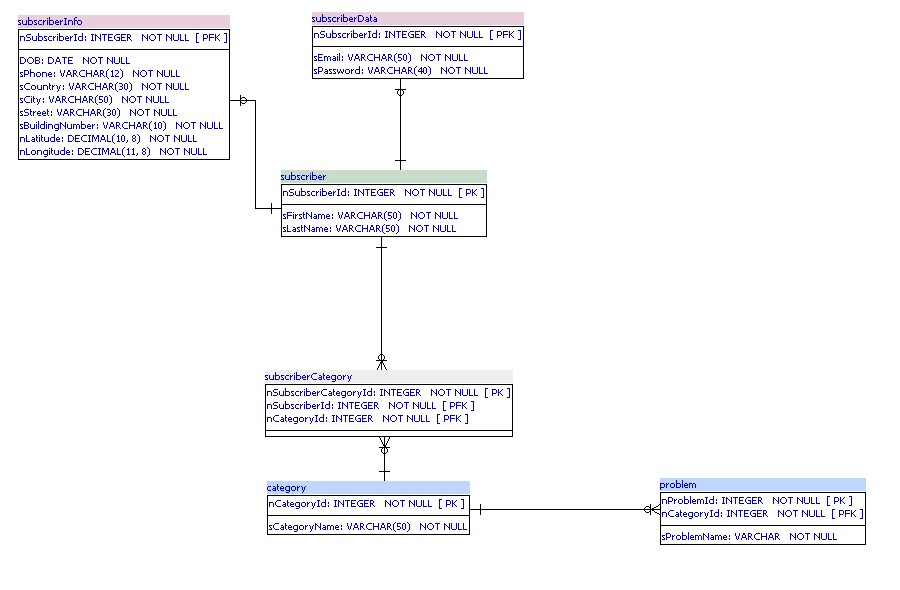 subscriberInfo
nSubscriberId: INTEGER NOT NULL [ PFK ]
DOB: DATE NOT NULL
sPhone: VARCHAR(12) NOT NULL
sCountry: VARCHAR(30) NOT NULL
sCity: VARCHAR(50) NOT NULL
sStreet: VARCHAR(30) NOT NULL
sBuildingNumber: VARCHAR(10) NOT NULL
nLatitude: DECIMAL(10, 8) NOT NULL
nLongitude: DECIMAL(11, 8) NOT NULL
subscriberData
nSubscriberId: INTEGER NOT NULL [ PFK ]
sEmail: VARCHAR(50) NOT NULL
sPassword: VARCHAR(40) NOT NULL
subscriber
nSubscriberId: INTEGER NOT NULL [ PK ]
sFirstName: VARCHAR(50) NOT NULL
sLastName: VARCHAR(50) NOT NULL
subscriberCategory
nSubscriberCategoryId: INTEGER NOT NULL [ PK ]
nSubscriberId: INTEGER NOT NULL [ PFK ]
nCategoryId: INTEGER NOT NULL [ PFK ]
category
nCategoryId: INTEGER NOT NULL [ PK ]
sCategoryName: VARCHAR(50) NOT NULL
problem
nProblemId: INTEGER NOT NULL [ PK ]
nCategoryId: INTEGER NOT NULL [ PFK ]
sProblemName: VARCHAR NOT NULL